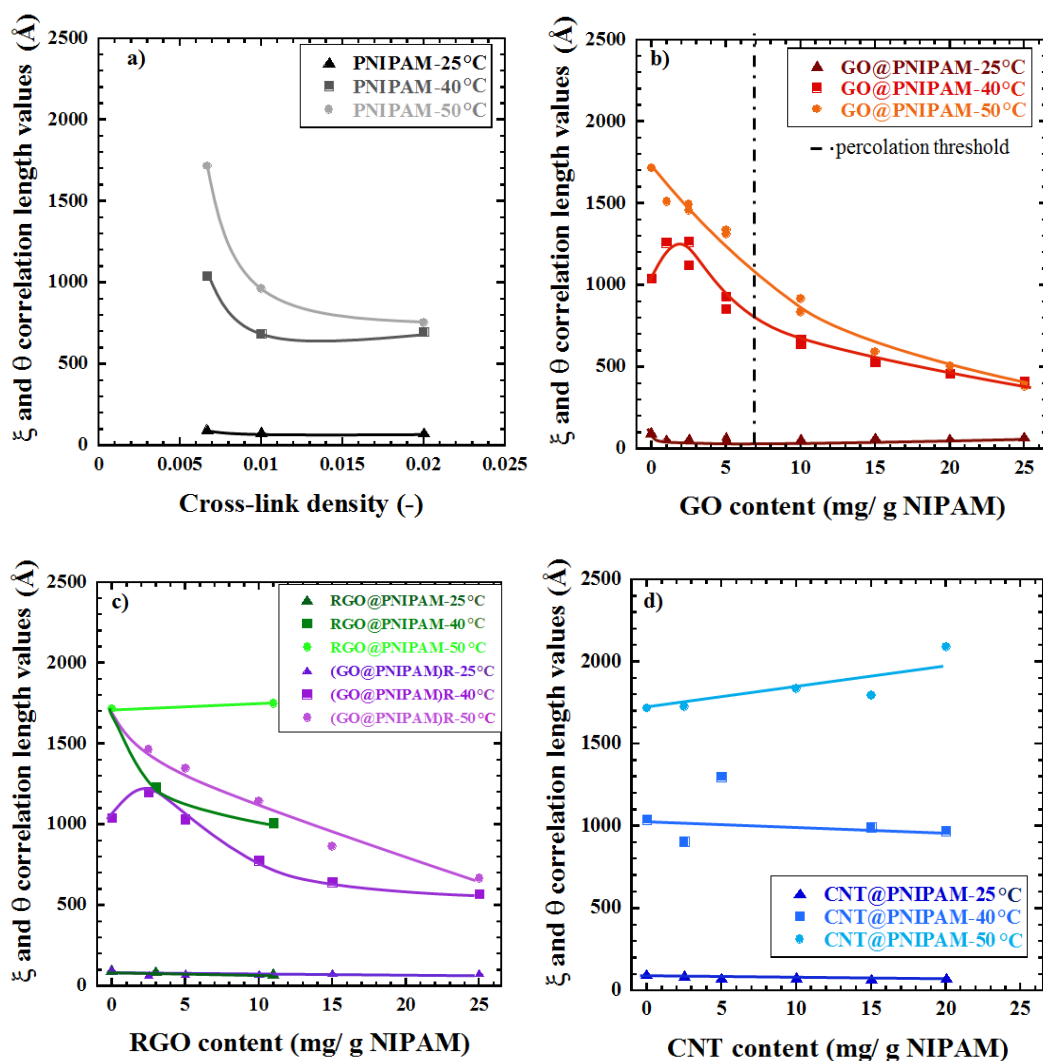 ξ and θ correlation length values (Å)
2500
2000
1500
1000
500
0
a)
PNIPAM-25°C
PNIPAM-40°C
PNIPAM-50°C
0 0.005 0.01 0.015 0.02 0.025
Cross-link density (-)
ξ and θ correlation length values (Å)
2500
2000
1500
1000
500
0
b)
GO@PNIPAM-25°C
GO@PNIPAM-40°C
GO@PNIPAM-50°C
percolation threshold
0 5 10 15 20 25
GO content (mg/ g NIPAM)
ξ and θ correlation length values (Å)
2500
2000
1500
1000
500
0
c)
RGO@PNIPAM-25°C
RGO@PNIPAM-40°C
RGO@PNIPAM-50°C
(GO@PNIPAM)R-25°C
(GO@PNIPAM)R-40°C
(GO@PNIPAM)R-50°C
0 5 10 15 20 25
RGO content (mg/ g NIPAM)
ξ and θ correlation length values (Å)
2500
2000
1500
1000
500
0
d)
CNT@PNIPAM-25°C
CNT@PNIPAM-40°C
CNT@PNIPAM-50°C
0 5 10 15 20 25
CNT content (mg/ g NIPAM)